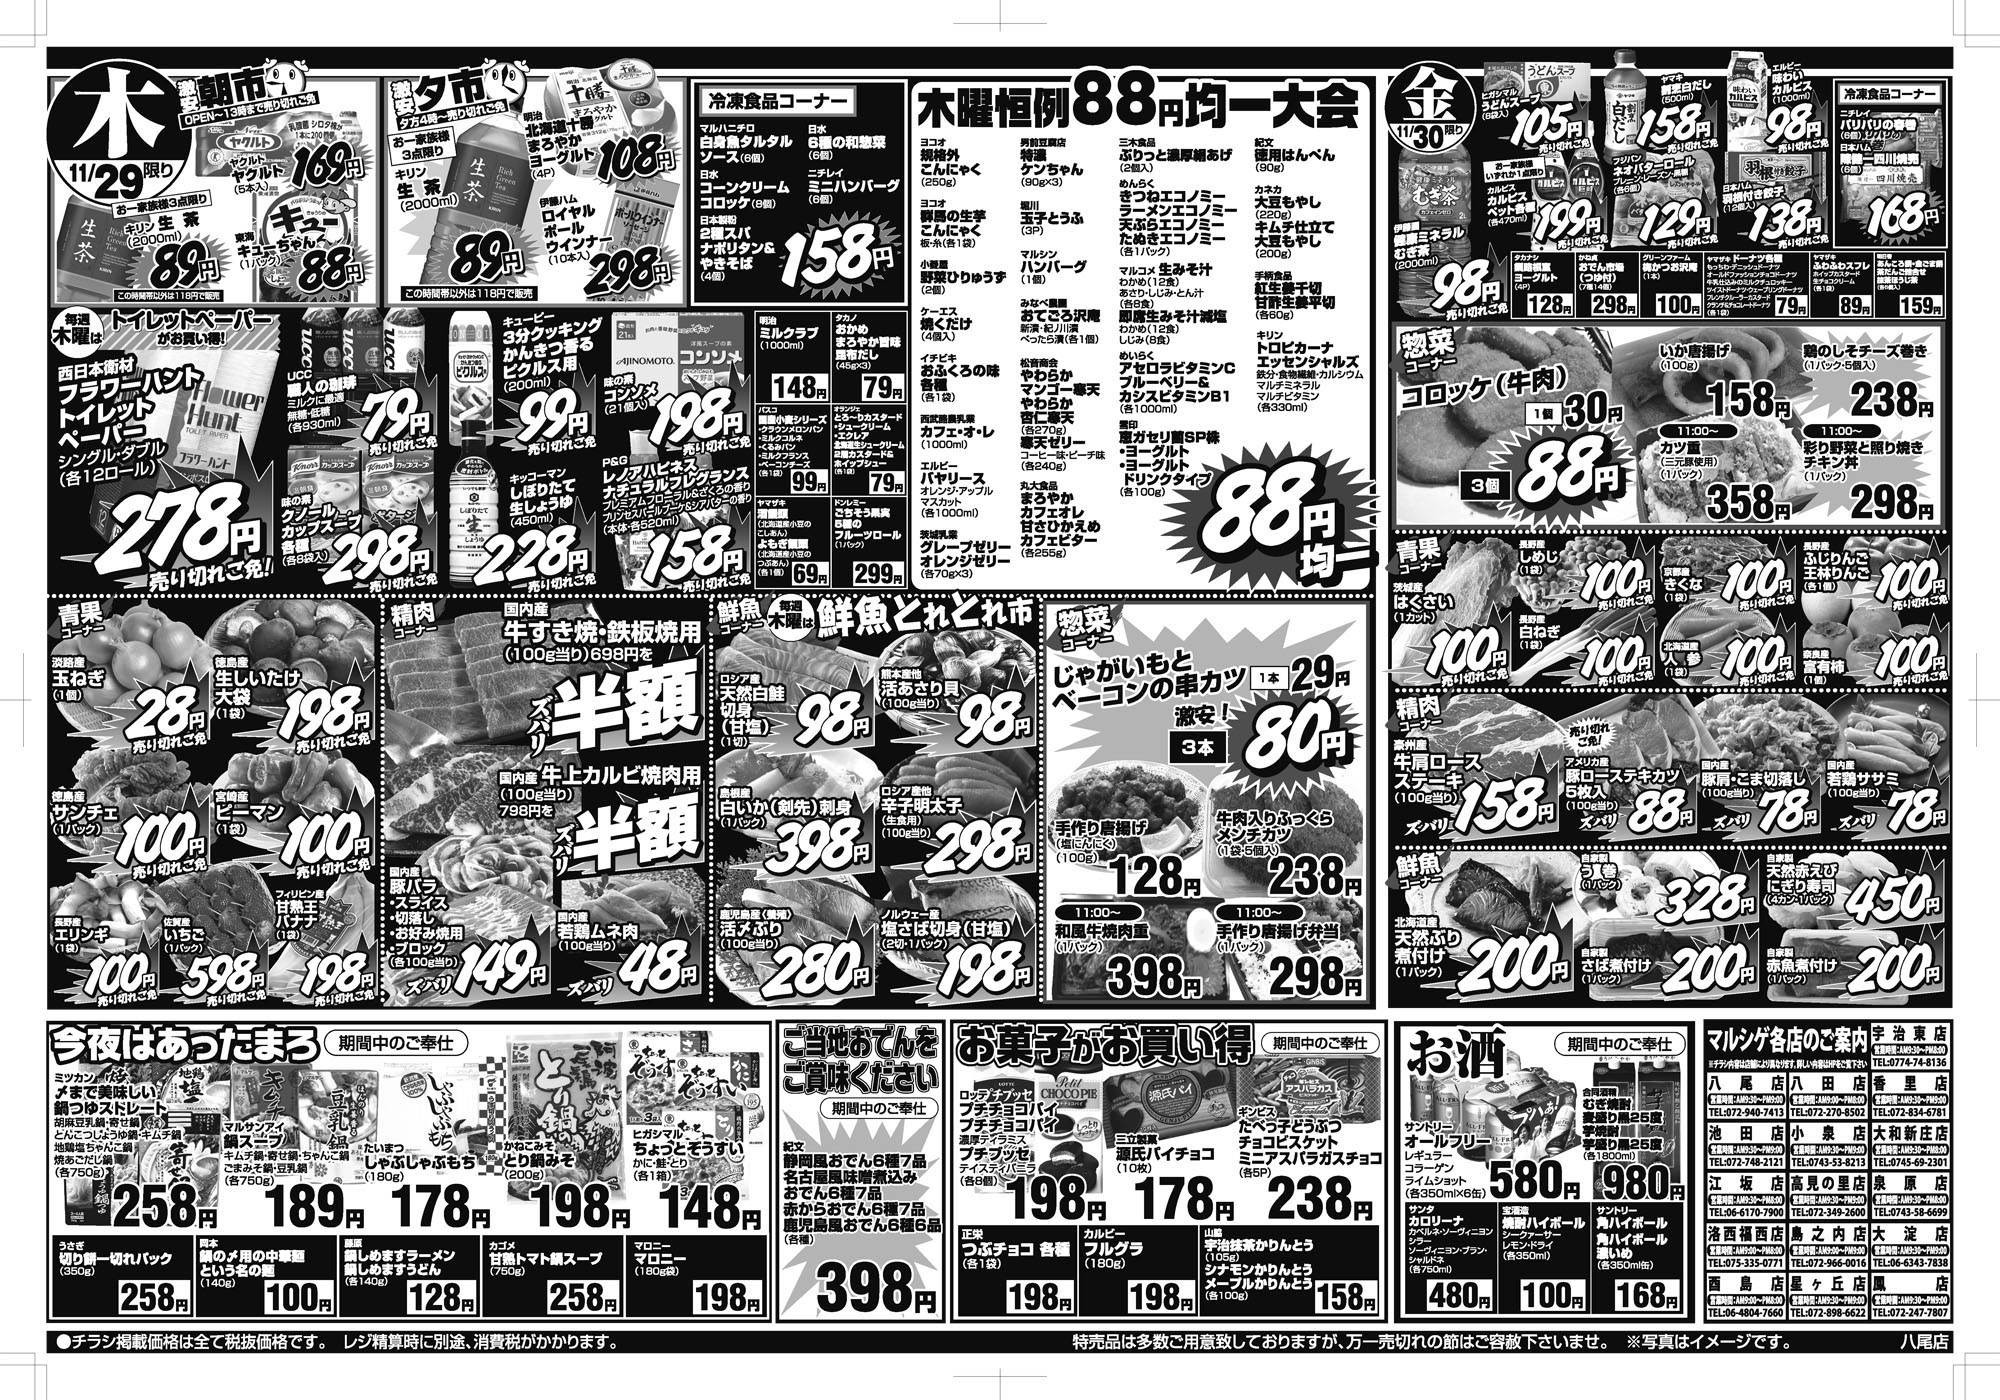 木
11/29限り
激安朝市
OPEN～13時まで売り切れご免
ヤクルト
ヤクルト
(5本入)
169円
お一家族様3点限り
キリン
生茶
(2000ml)
89円
東海
キューちゃん
(1パック)
88円
この時間帯以外は118円で販売
激安夕市
夕方4時～売り切れご免
お一家族様
3点限り
キリン
生茶
(2000ml)
89円
この時間帯以外は118円で販売
明治
北海道十勝
まろやか
ヨーグルト
(4P)
108円
伊藤ハム
ロイヤル
ポール
ウインナー
(10本入)
298円
冷凍食品コーナー
マルハニチロ
白身魚タルタル
ソース(6個)
日水
コーンクリーム
コロッケ(8個)
日本製粉
2種スパ
ナポリタン&
やきそば
(4個)
日水
6種の和惣菜
(6個)
ニチレイ
ミニハンバーグ
(6個)
158円
木曜恒例88円均一大会
ヨコオ
規格外
こんにゃく
(250g)
ヨコオ
群馬の生芋
こんにゃく
板・糸(各1袋)
小菱屋
野菜ひりゅうず
(2個)
ケーエス
焼くだけ
(4個入)
イチビキ
おふくろの味
各種
(各1袋)
西武酪農乳業
カフェ・オ・レ
(1000ml)
エルビー
バヤリース
オレンジ・アップル
マスカット
(各1000ml)
茨城乳業
グレープゼリー
オレンジゼリー
(各70g×3)
男前豆腐店
特濃
ケンちゃん
(90g×3)
堀川
玉子とうふ
(3P)
マルシン
ハンバーグ
(1個)
みなべ農園
おてごろ沢庵
新漬・紀ノ川漬
べったら漬(各1個)
松谷商会
やわらか
マンゴー寒天
やわらか
杏仁寒天
(各270g)
寒天ゼリー
コーヒー味・ピーチ味
(各240g)
丸大食品
まろやか
カフェオレ
甘さひかえめ
カフェビター
(各255g)
三木食品
ぷりっと濃厚絹あげ
(2個入)
めんらく
きつねエコノミー
ラーメンエコノミー
天ぷらエコノミー
たぬきエコノミー
(各1パック)
マルコメ 生みそ汁
わかめ(12食)
あさり・しじみ・とん汁
(各8食)
即席生みそ汁減塩
わかめ(12食)
しじみ(8食)
めいらく
アセロラビタミンC
ブルーベリー&
カシスビタミンB1
(各1000ml)
雪印
恵ガセリ菌SP株
・ヨーグルト
・ヨーグルト
ドリンクタイプ
(各100g)
紀文
徳用はんぺん
(90g)
カネカ
大豆もやし
(220g)
キムチ仕立て
大豆もやし
(200g)
手柄食品
紅生姜千切
甘酢生姜平切
(各60g)
キリン
トロピカーナ
エッセンシャルズ
鉄分・食物繊維・カルシウム
マルチミネラル
マルチビタミン
(各330ml)
88円均一
毎週木曜は
トイレットペーパー
がお買い得!
西日本衛材
フラワーハント
トイレット
ペーパー
シングル・ダブル
(各12ロール)
278円
売り切れご免!
UCC
職人の珈琲
ミルクに最適
無糖・低糖
(各930ml)
79円
売り切れご免
味の素
クノール
カップスープ
各種
(各8袋入)
298円
売り切れご免
キューピー
3分クッキング
かんきつ香る
ピクルス用
(200ml)
99円
売り切れご免
キッコーマン
しぼりたて
生しょうゆ
(450ml)
228円
売り切れご免
味の素
コンソメ
(21個入)
198円
売り切れご免
P&G
レノアハピネス
ナチュラルフレグランス
プレミアムフローラル&ざくろの香り
プリンセスパールブーケ&シアバターの香り
(本体・各520ml)
158円
売り切れご免
明治
ミルクラブ
(1000ml)
148円
タカノ
おかめ
まろやか旨味
昆布だし
(45g×3)
79円
パスコ
国産小麦シリーズ
・クラウンメロンパン
・ミルクコルネ
・くるみパン
・ミルクフランス
・ベーコンチーズ
(各1袋)
99円
オランジェ
とろ～りカスタード
・シュークリーム
・エクレア
北海道生シュークリーム
2層カスタード&
ホイップシュー
(各1個)
79円
ヤマザキ
酒饅頭
(北海道産小豆の
こしあん)
よもぎ饅頭
(北海道産小豆の
つぶあん)
(各1個)
69円
ドンレミー
ごちそう果実
5種の
フルーツロール
(1パック)
299円
青果コーナー
淡路産
玉ねぎ
(1個)
28円
売り切れご免
徳島産
生しいたけ
大袋
(1袋)
198円
売り切れご免
徳島産
サンチェ
(1パック)
100円
売り切れご免
宮崎産
ピーマン
(1袋)
100円
売り切れご免
長野産
エリンギ
(1袋)
100円
売り切れご免
佐賀産
いちご
(1パック)
598円
売り切れご免
フィリピン産
甘熟王
バナナ
(1袋)
198円
売り切れご免
精肉コーナー
国内産
牛すき焼・鉄板焼用
(100g当り)698円を
ズバリ半額
国内産 牛上カルビ焼肉用
(100g当り)
798円を
ズバリ半額
国内産
豚バラ
・スライス
・切落し
・お好み焼用
・ブロック
(各100g当り)
ズバリ149円
国内産
若鶏ムネ肉
(100g当り)
ズバリ48円
鮮魚コーナー
毎週木曜は
鮮魚とれとれ市
ロシア産
天然白鮭
切身
(甘塩)
(1切)
98円
熊本産他
活あさり貝
(100g当り)
98円
島根産
白いか(剣先)刺身
(1パック)
398円
ロシア産他
辛子明太子
(生食用)
(100g当り)
298円
鹿児島産〈養殖〉
活〆ぶり
(100g当り)
280円
ノルウェー産
塩さば切身(甘塩)
(2切・1パック)
198円
惣菜コーナー
じゃがいもと
ベーコンの串カツ
1本 29円
激安!
3本 80円
手作り唐揚げ
(塩にんにく)
(100g)
128円
牛肉入りふっくら
メンチカツ
(1袋・5個入)
238円
11:00～
和風牛焼肉重
(1パック)
398円
11:00～
手作り唐揚げ弁当
(1パック)
298円
金
11/30限り
ヒガシマル
うどんスープ
(8袋入)
105円
ヤマキ
割烹白だし
(500ml)
158円
エルビー
味わい
カルピス
(1000ml)
98円
伊藤園
健康ミネラル
むぎ茶
(2000ml)
98円
売り切れご免
お一家族様
いずれか1点限り
カルピス
カルピス
ペット各種
(各470ml)
199円
売り切れご免
フジパン
ネオバターロール
(各6個)
129円
売り切れご免
日本ハム
羽根付き餃子
(12個入)
138円
売り切れご免
冷凍食品コーナー
ニチレイ
パリパリの春巻
(6個)
日本ハム
陳健一四川焼売
(6個)
168円
タカナシ
ヨーグルト
(4P)
128円
かね貞
おでん市場
(つゆ付)
(7種14個)
298円
グリーンファーム
梅かつお沢庵
(1本)
100円
ヤマザキ ドーナツ各種
79円
ヤマザキ
ふわふわスフレ
ホイップカスタード
生チョコクリーム
(各1個)
89円
159円
惣菜コーナー
コロッケ(牛肉)
1個 30円
3個 88円
いか唐揚げ
(100g)
158円
鶏のしそチーズ巻き
(1パック・5個入)
238円
11:00～
カツ重
(三元豚使用)
(1パック)
358円
11:00～
彩り野菜と照り焼き
チキン丼
(1パック)
298円
青果コーナー
茨城産
はくさい
(1カット)
100円
売り切れご免
長野産
しめじ
(1袋)
100円
売り切れご免
京都産
きくな
(1袋)
100円
売り切れご免
長野産
ふじりんご
王林りんご
(各1個)
100円
売り切れご免
長野産
白ねぎ
(1袋)
100円
売り切れご免
北海道産
人参
(1袋)
100円
売り切れご免
奈良産
富有柿
(1個)
100円
売り切れご免
精肉コーナー
豪州産
牛肩ロース
ステーキ
(100g当り)
ズバリ158円
売り切れご免!
アメリカ産
豚ローステキカツ
5枚入
(100g当り)
ズバリ88円
国内産
豚肩・こま切落し
(100g当り)
ズバリ78円
国内産
若鶏ササミ
(100g当り)
ズバリ78円
鮮魚コーナー
北海道産
天然ぶり
煮付け
(1パック)
200円
自家製
う巻
(1パック)
328円
自家製
天然赤えび
にぎり寿司
(4カン・1パック)
450円
自家製
さば煮付け
(1パック)
200円
自家製
赤魚煮付け
(1パック)
200円
今夜はあったまろ
期間中のご奉仕
ミツカン
〆まで美味しい
鍋つゆストレート
胡麻豆乳鍋・寄せ鍋
とんこつしょうゆ鍋・キムチ鍋
地鶏塩ちゃんこ鍋
焼あごだし鍋
(各750g)
258円
マルサンアイ
鍋スープ
キムチ鍋・寄せ鍋・ちゃんこ鍋
ごまみそ鍋・豆乳鍋
(各750g)
189円
たいまつ
しゃぶしゃぶもち
(180g)
178円
かねこみそ
とり鍋みそ
(200g)
198円
ヒガシマル
ちょっとぞうすい
かに・鮭・とり
(各1箱)
148円
うさぎ
切り餅一切れパック
(350g)
258円
岡本
鍋の〆用の中華麺
という名の麺
(140g)
100円
藤原
鍋しめますラーメン
鍋しめますうどん
(各140g)
128円
カゴメ
甘熟トマト鍋スープ
(750g)
258円
マロニー
マロニー
(180g袋)
198円
ご当地おでんを
ご賞味ください
期間中のご奉仕
紀文
静岡風おでん6種7品
名古屋風味噌煮込み
おでん6種7品
赤からおでん6種7品
鹿児島風おでん6種6品
(各種)
398円
お菓子がお買い得
期間中のご奉仕
ロッテ
プチチョコパイ
濃厚ティラミス
プチブッセ
テイスティバニラ
(各8個)
198円
三立製菓
源氏パイチョコ
(10枚)
178円
ギンビス
たべっ子どうぶつ
チョコビスケット
ミニアスパラガスチョコ
(各5P)
238円
正栄
つぶチョコ 各種
(各1袋)
198円
カルビー
フルグラ
(180g)
198円
山脇
宇治抹茶かりんとう
(105g)
シナモンかりんとう
メープルかりんとう
(各100g)
158円
お酒
期間中のご奉仕
サントリー
オールフリー
レギュラー
コラーゲン
ライムショット
(各350ml×6缶)
580円
合同酒精
むぎ焼酎
麦盛り黒25度
芋焼酎
芋盛り黒25度
(各1800ml)
980円
サンタ
カロリーナ
カベルネ・ソーヴィニヨン
シラー
ソーヴィニヨン・ブラン・
シャルドネ
(各750ml)
480円
宝酒造
焼酎ハイボール
シークァーサー
レモン・ドライ
(各350ml)
100円
サントリー
角ハイボール
角ハイボール
濃いめ
(各350ml缶)
168円
マルシゲ各店のご案内
宇治東店
営業時間:AM9:30～PM8:00
TEL:0774-74-8136
八尾店
TEL:072-940-7413
八田店
TEL:072-270-8502
香里店
TEL:072-834-6781
池田店
TEL:072-748-2121
小泉店
TEL:0743-53-8213
大和新庄店
TEL:0745-69-2301
江坂店
TEL:06-6170-7900
高見の里店
TEL:072-349-2600
泉原店
TEL:0743-58-6699
洛西福西店
TEL:075-335-0771
島之内店
TEL:072-966-0016
大淀店
TEL:06-6343-7838
酉島店
TEL:06-4804-7660
星ヶ丘店
TEL:072-898-6622
鳳店
TEL:072-247-7807
●チラシ掲載価格は全て税抜価格です。 レジ精算時に別途、消費税がかかります。
特売品は多数ご用意致しておりますが、万一売切れの節はご容赦下さいませ。 ※写真はイメージです。
八尾店